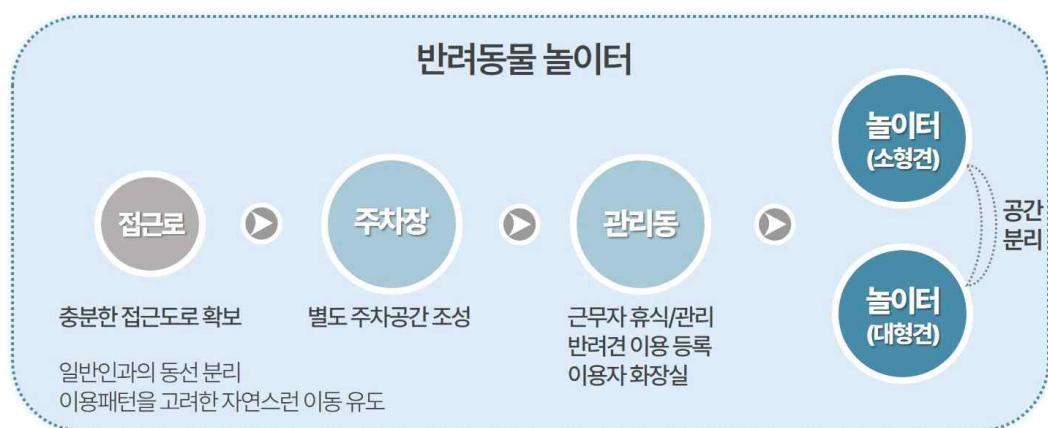 반려동물 놀이터
접근로
주차장
관리동
놀이터
(소형견)
놀이터
(대형견)
공간
분리
충분한 접근도로 확보
일반인과의 동선 분리
이용패턴을 고려한 자연스런 이동 유도
별도 주차공간 조성
근무자 휴식/관리
반려견 이용 등록
이용자 화장실